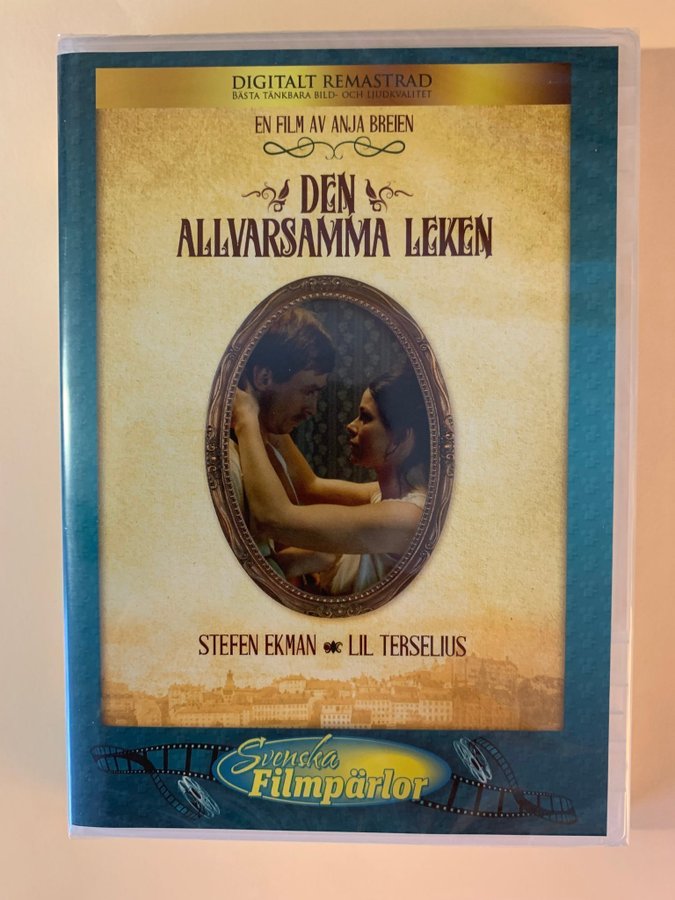 DIGITALT REMASTRAD
BÄSTA TÄNKBARA BILD- OCH LJUDKVALITET
EN FILM AV ANJA BREIEN
DEN
ALLVARSAMMA LEKEN
STEFEN EKMAN LIL TERSELIUS
Svenska
Filmpärlor